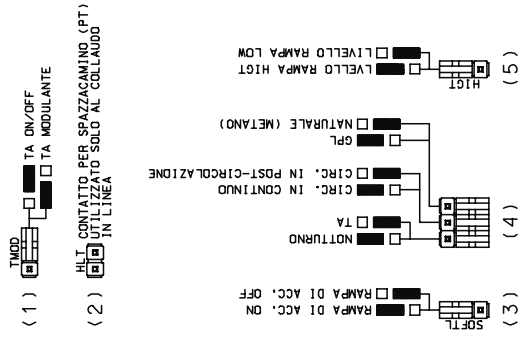 (1)
TMOD
TA ON/OFF
TA MODULANTE
(2)
HLT
CONTATTO PER SPAZZACAMINO (PT)
UTILIZZATO SOLO AL COLLAUDO
IN LINEA
(3)
SOFTL
RAMPA DI ACC. ON
RAMPA DI ACC. OFF
(4)
NOTTURNO
TA
CIRC. IN CONTINUO
CIRC. IN POST-CIRCOLAZIONE
GPL
NATURALE (METANO)
(5)
HIGT
LVELLO RAMPA HIGT
LIVELLO RAMPA LOW